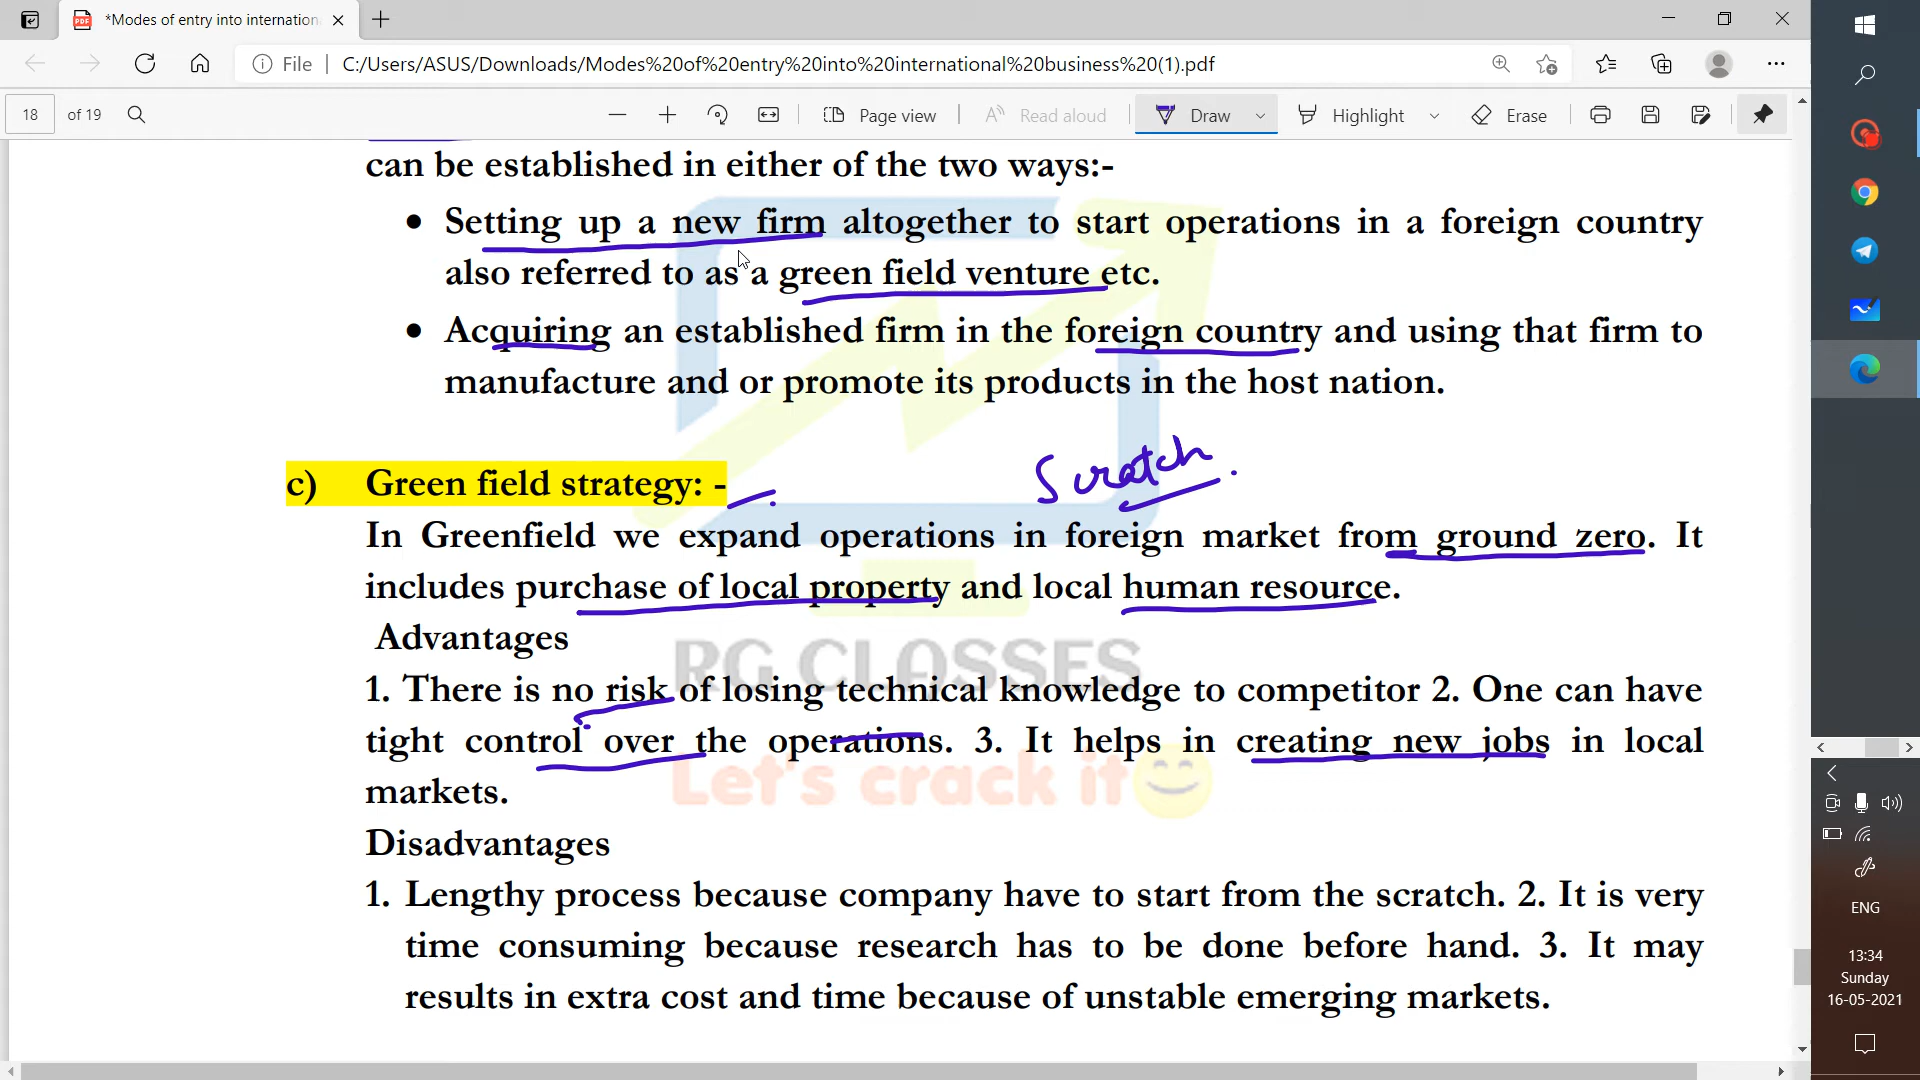 *Modes of entry into internation
File
C:/Users/ASUS/Downloads/Modes%20of%20entry%20into%20international%20business%20(1).pdf
18 of 19
Page view
Read aloud
Draw
Highlight
Erase
can be established in either of the two ways:-
• Setting up a new firm altogether to start operations in a foreign country
also referred to as a green field venture etc.
• Acquiring an established firm in the foreign country and using that firm to
manufacture and or promote its products in the host nation.
Scratch.
c) Green field strategy: -
In Greenfield we expand operations in foreign market from ground zero. It
includes purchase of local property and local human resource.
Advantages
RG CLASSES
1. There is no risk of losing technical knowledge to competitor 2. One can have
tight control over the operations. 3. It helps in creating new jobs in local
Let's crack it
markets.
Disadvantages
1. Lengthy process because company have to start from the scratch. 2. It is very
time consuming because research has to be done before hand. 3. It may
results in extra cost and time because of unstable emerging markets.
ENG
13:34
Sunday
16-05-2021